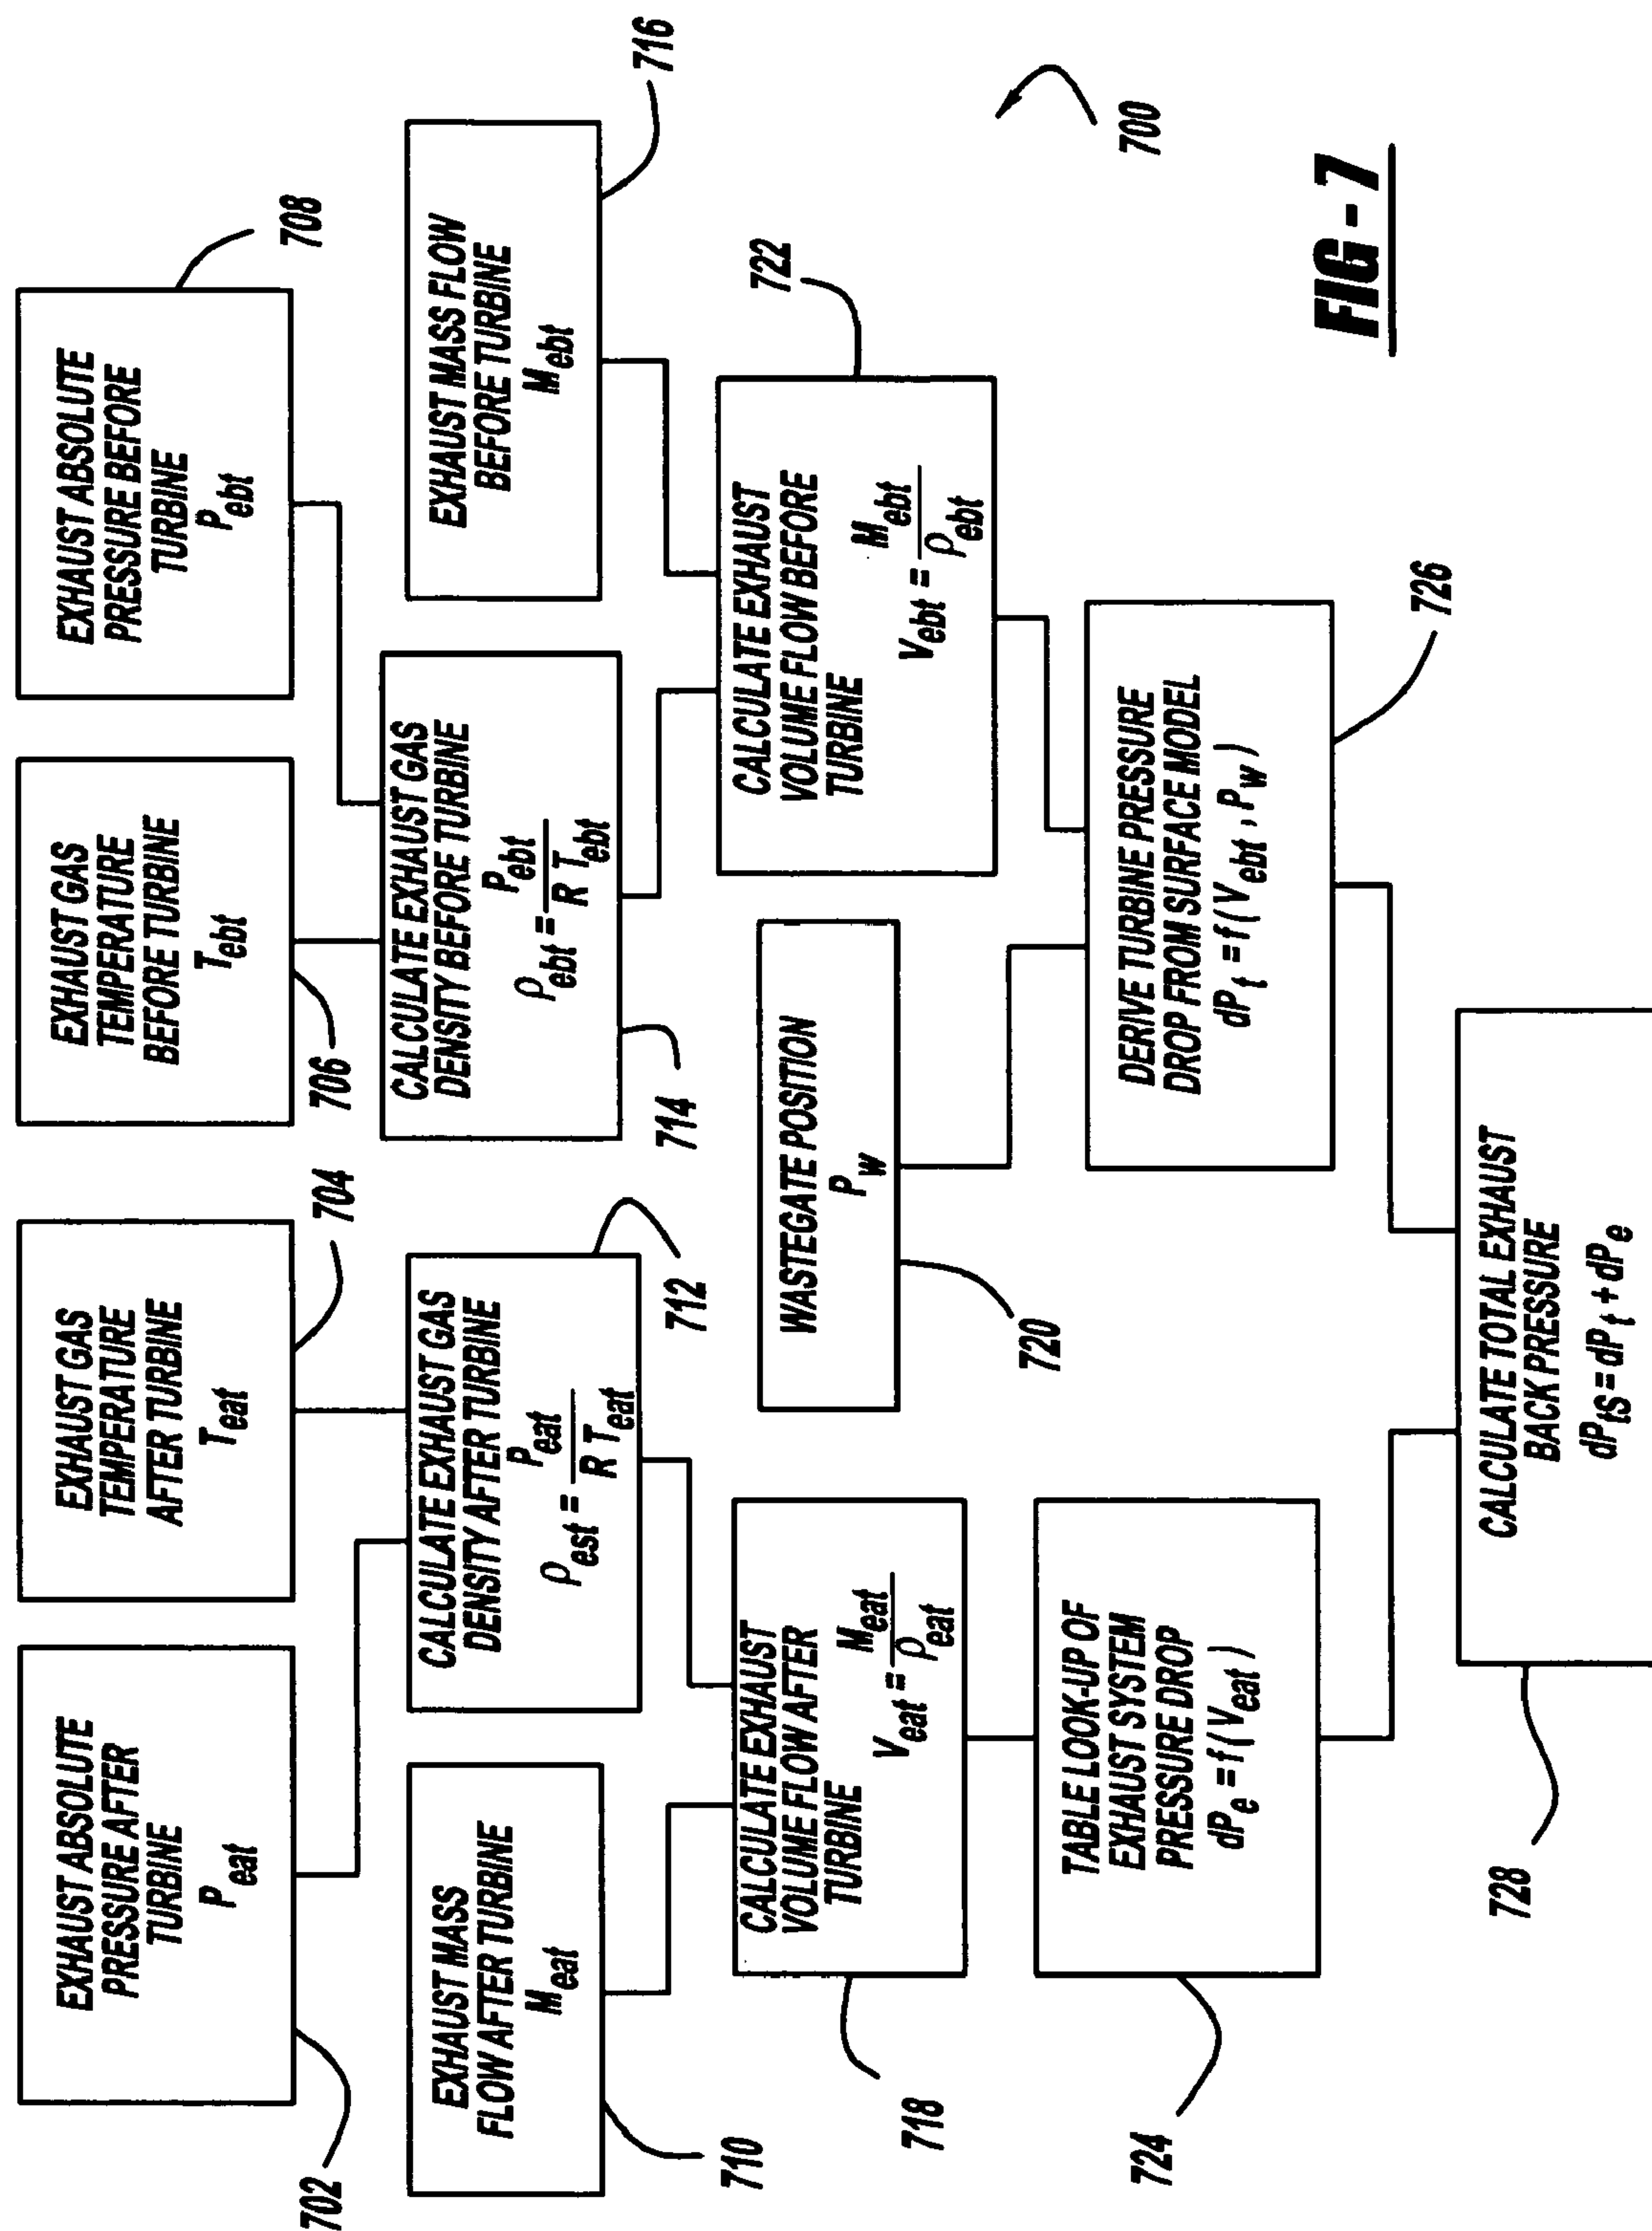 EXHAUST ABSOLUTE
PRESSURE AFTER
TURBINE
P_eat
702
EXHAUST GAS
TEMPERATURE
AFTER TURBINE
T_eat
704
EXHAUST GAS
TEMPERATURE
BEFORE TURBINE
T_ebt
706
EXHAUST ABSOLUTE
PRESSURE BEFORE
TURBINE
P_ebt
708
EXHAUST MASS
FLOW AFTER TURBINE
M_eat
710
CALCULATE EXHAUST GAS
DENSITY AFTER TURBINE
ρ_est = P_eat / R T_eat
712
CALCULATE EXHAUST GAS
DENSITY BEFORE TURBINE
ρ_ebt = P_ebt / R T_ebt
714
EXHAUST MASS FLOW
BEFORE TURBINE
M_ebt
716
CALCULATE EXHAUST
VOLUME FLOW AFTER
TURBINE
V_eat = M_eat / ρ_eat
718
WASTEGATE POSITION
P_w
720
CALCULATE EXHAUST
VOLUME FLOW BEFORE
TURBINE
V_ebt = M_ebt / ρ_ebt
722
TABLE LOOK-UP OF
EXHAUST SYSTEM
PRESSURE DROP
dP_e = f(V_eat)
724
DERIVE TURBINE PRESSURE
DROP FROM SURFACE MODEL
dP_t = f(V_ebt, P_w)
726
CALCULATE TOTAL EXHAUST
BACK PRESSURE
dP_ts = dP_t + dP_e
728
700
FIG - 7